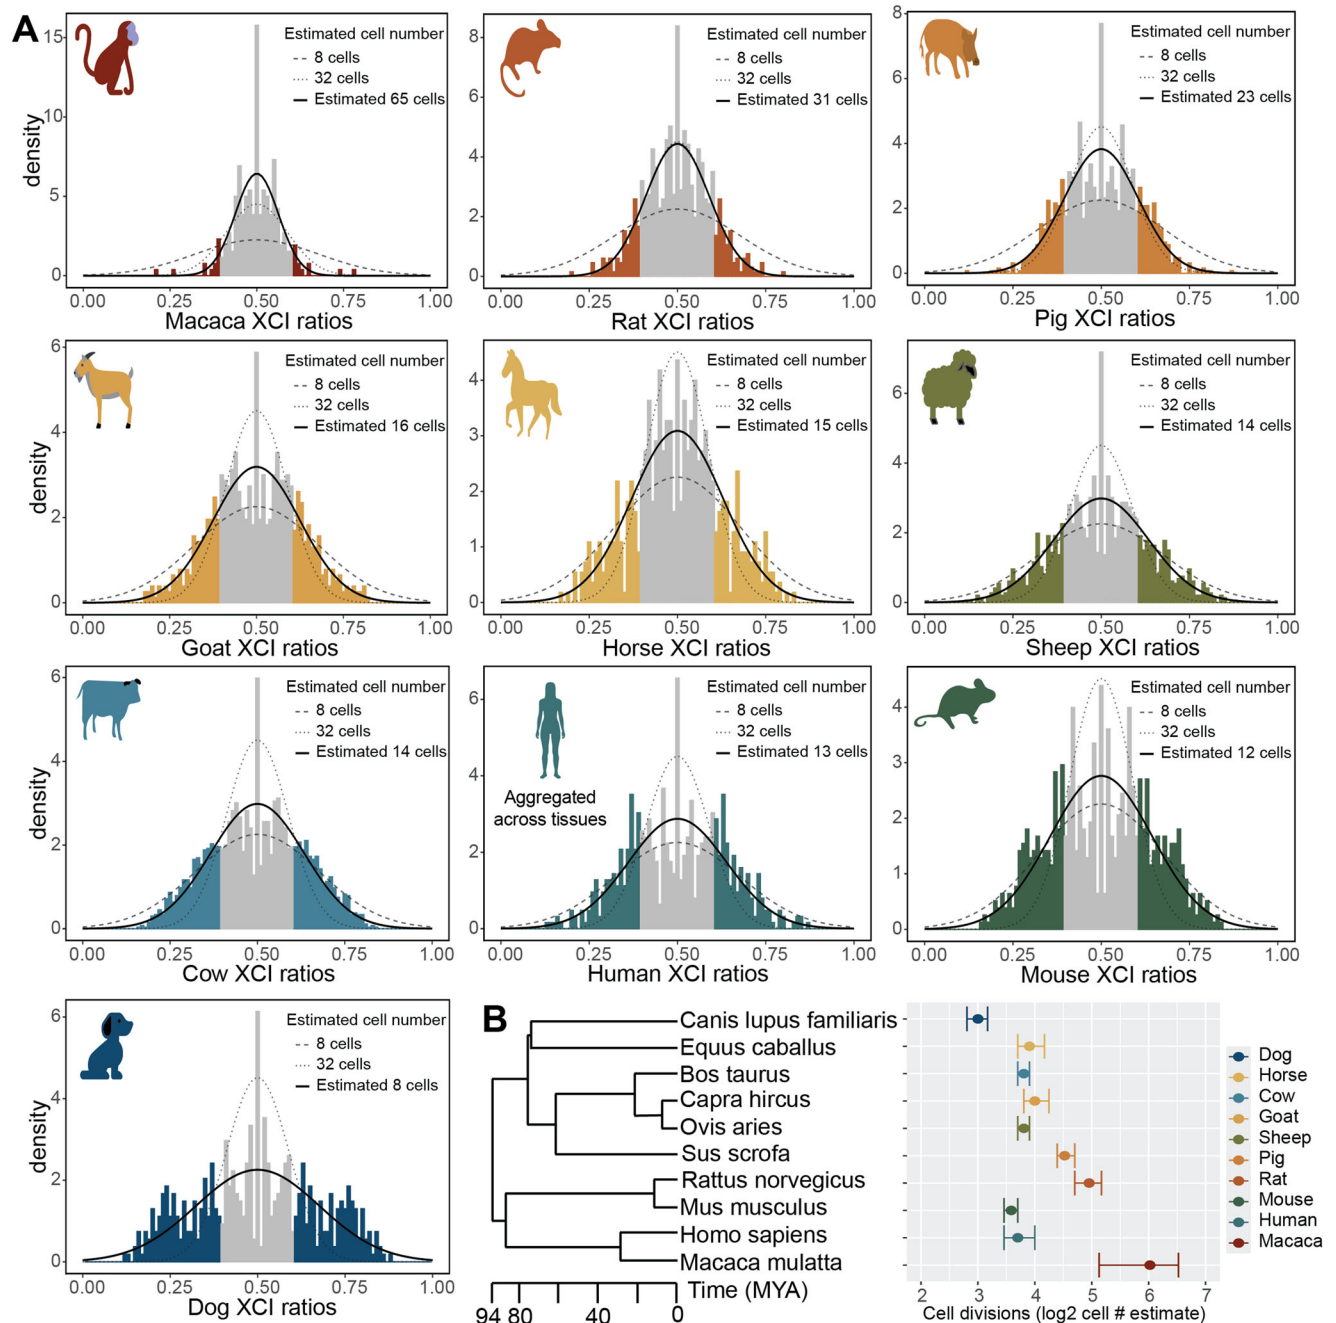 A
15
10
5
0
density
Estimated cell number
8 cells
32 cells
Estimated 65 cells
0.00 0.25 0.50 0.75 1.00
Macaca XCI ratios
8
6
4
2
0
Estimated cell number
8 cells
32 cells
Estimated 31 cells
0.00 0.25 0.50 0.75 1.00
Rat XCI ratios
8
6
4
2
0
Estimated cell number
8 cells
32 cells
Estimated 23 cells
0.00 0.25 0.50 0.75 1.00
Pig XCI ratios
6
4
2
0
density
Estimated cell number
8 cells
32 cells
Estimated 16 cells
0.00 0.25 0.50 0.75 1.00
Goat XCI ratios
4
3
2
1
0
Estimated cell number
8 cells
32 cells
Estimated 15 cells
0.00 0.25 0.50 0.75 1.00
Horse XCI ratios
6
4
2
0
Estimated cell number
8 cells
32 cells
Estimated 14 cells
0.00 0.25 0.50 0.75 1.00
Sheep XCI ratios
6
4
2
0
density
Estimated cell number
8 cells
32 cells
Estimated 14 cells
0.00 0.25 0.50 0.75 1.00
Cow XCI ratios
6
4
2
0
Aggregated
across tissues
Estimated cell number
8 cells
32 cells
Estimated 13 cells
0.00 0.25 0.50 0.75 1.00
Human XCI ratios
4
3
2
1
0
Estimated cell number
8 cells
32 cells
Estimated 12 cells
0.00 0.25 0.50 0.75 1.00
Mouse XCI ratios
6
4
2
0
density
Estimated cell number
8 cells
32 cells
Estimated 8 cells
0.00 0.25 0.50 0.75 1.00
Dog XCI ratios
B
Canis lupus familiaris
Equus caballus
Bos taurus
Capra hircus
Ovis aries
Sus scrofa
Rattus norvegicus
Mus musculus
Homo sapiens
Macaca mulatta
Time (MYA)
94 80 40 0
2 3 4 5 6 7
Cell divisions (log2 cell # estimate)
Dog
Horse
Cow
Goat
Sheep
Pig
Rat
Mouse
Human
Macaca